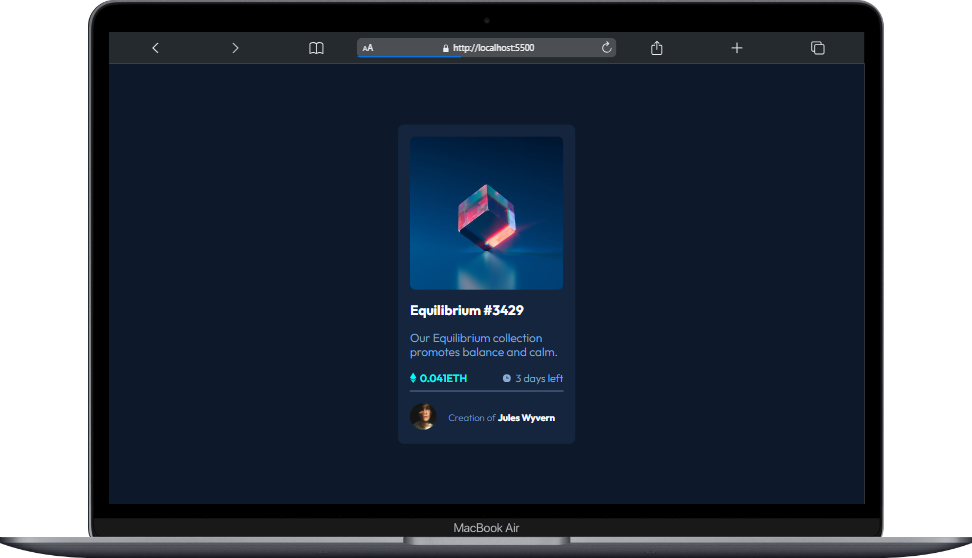 AA http://localhost:5500
Equilibrium #3429
Our Equilibrium collection
promotes balance and calm.
0.041ETH 3 days left
Creation of Jules Wyvern
MacBook Air